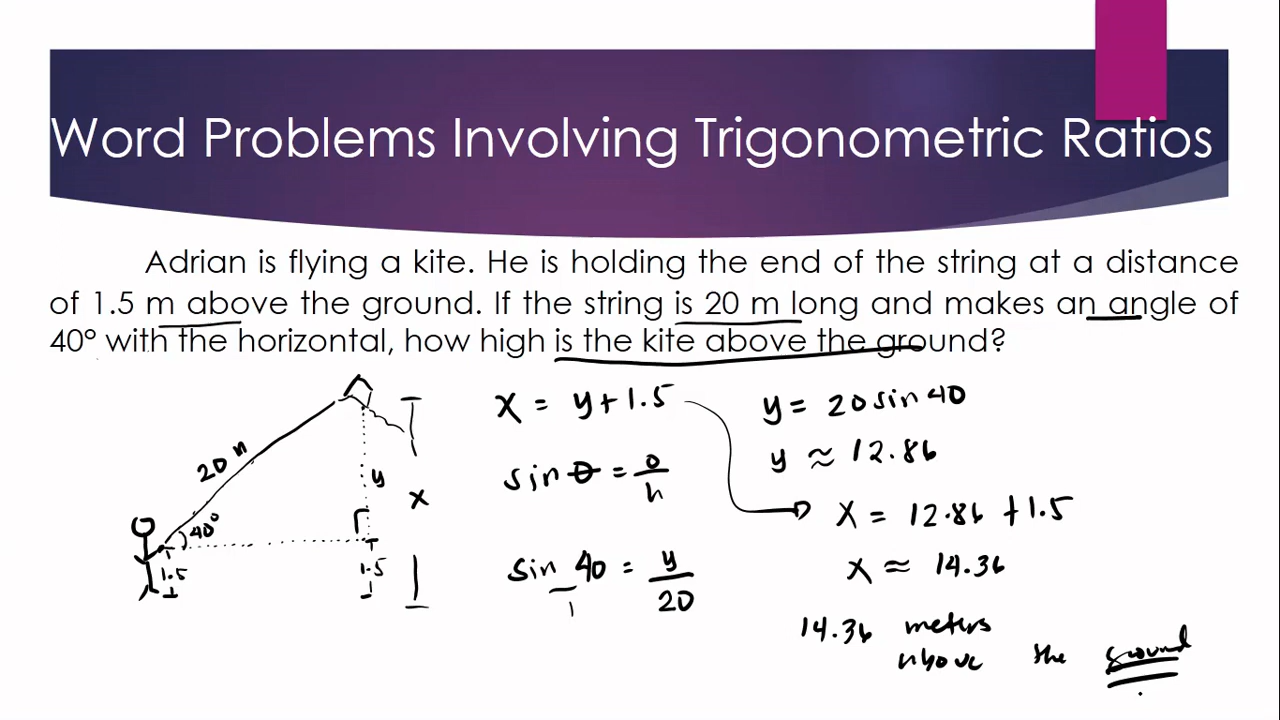 Word Problems Involving Trigonometric Ratios
Adrian is flying a kite. He is holding the end of the string at a distance
of 1.5 m above the ground. If the string is 20 m long and makes an angle of
40° with the horizontal, how high is the kite above the ground?
20 m
40°
1.5
y
1.5
x
x = y + 1.5
sin θ = o/h
sin 40 = y/20
1
y = 20 sin 40
y ≈ 12.86
x = 12.86 + 1.5
x ≈ 14.36
14.36 meters
above the ground